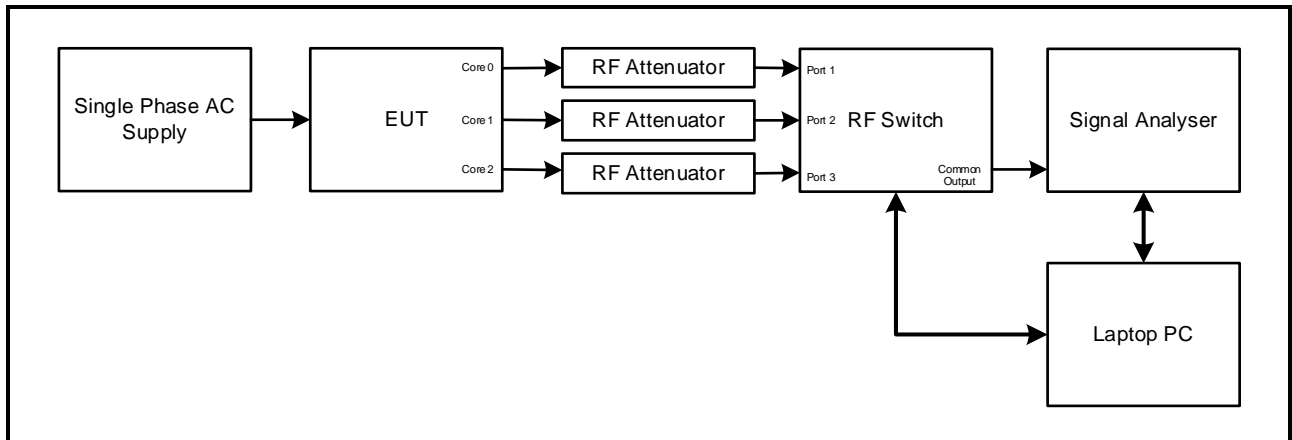 Single Phase AC
Supply
EUT
Core 0
Core 1
Core 2
RF Attenuator
RF Attenuator
RF Attenuator
Port 1
Port 2
Port 3
RF Switch
Common
Output
Signal Analyser
Laptop PC